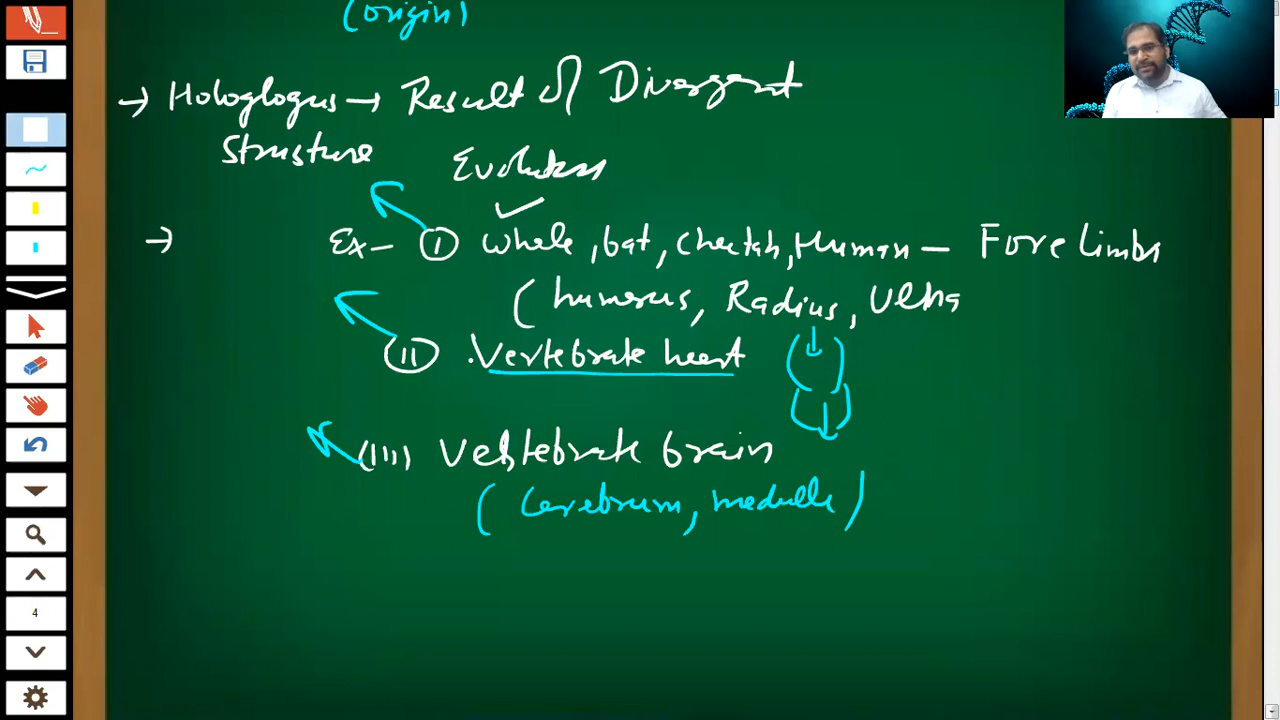 (origin)
→ Hologlogus → Result of Divergent
Structure Evolution
→ Ex- (I) Whale, bat, Cheetah, Human — Fore limbs
(humerus, Radius, Ulna
(II) Vertebrate heart
(III) Vertebrate brain
(Cerebrum, medulla)
4